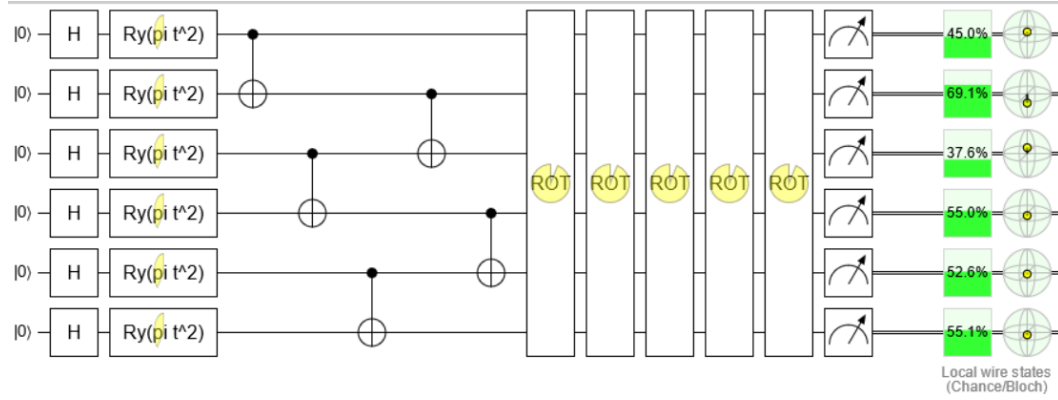 |0⟩ H Ry(pi t^2) 45.0%
|0⟩ H Ry(pi t^2) 69.1%
|0⟩ H Ry(pi t^2) 37.6%
ROT ROT ROT ROT ROT
|0⟩ H Ry(pi t^2) 55.0%
|0⟩ H Ry(pi t^2) 52.6%
|0⟩ H Ry(pi t^2) 55.1%
Local wire states
(Chance/Bloch)